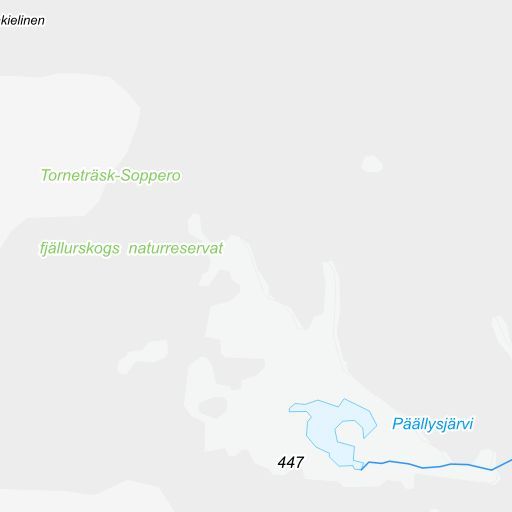 kielinen
Torneträsk-Soppero
fjällurskogs naturreservat
Päällysjärvi
447